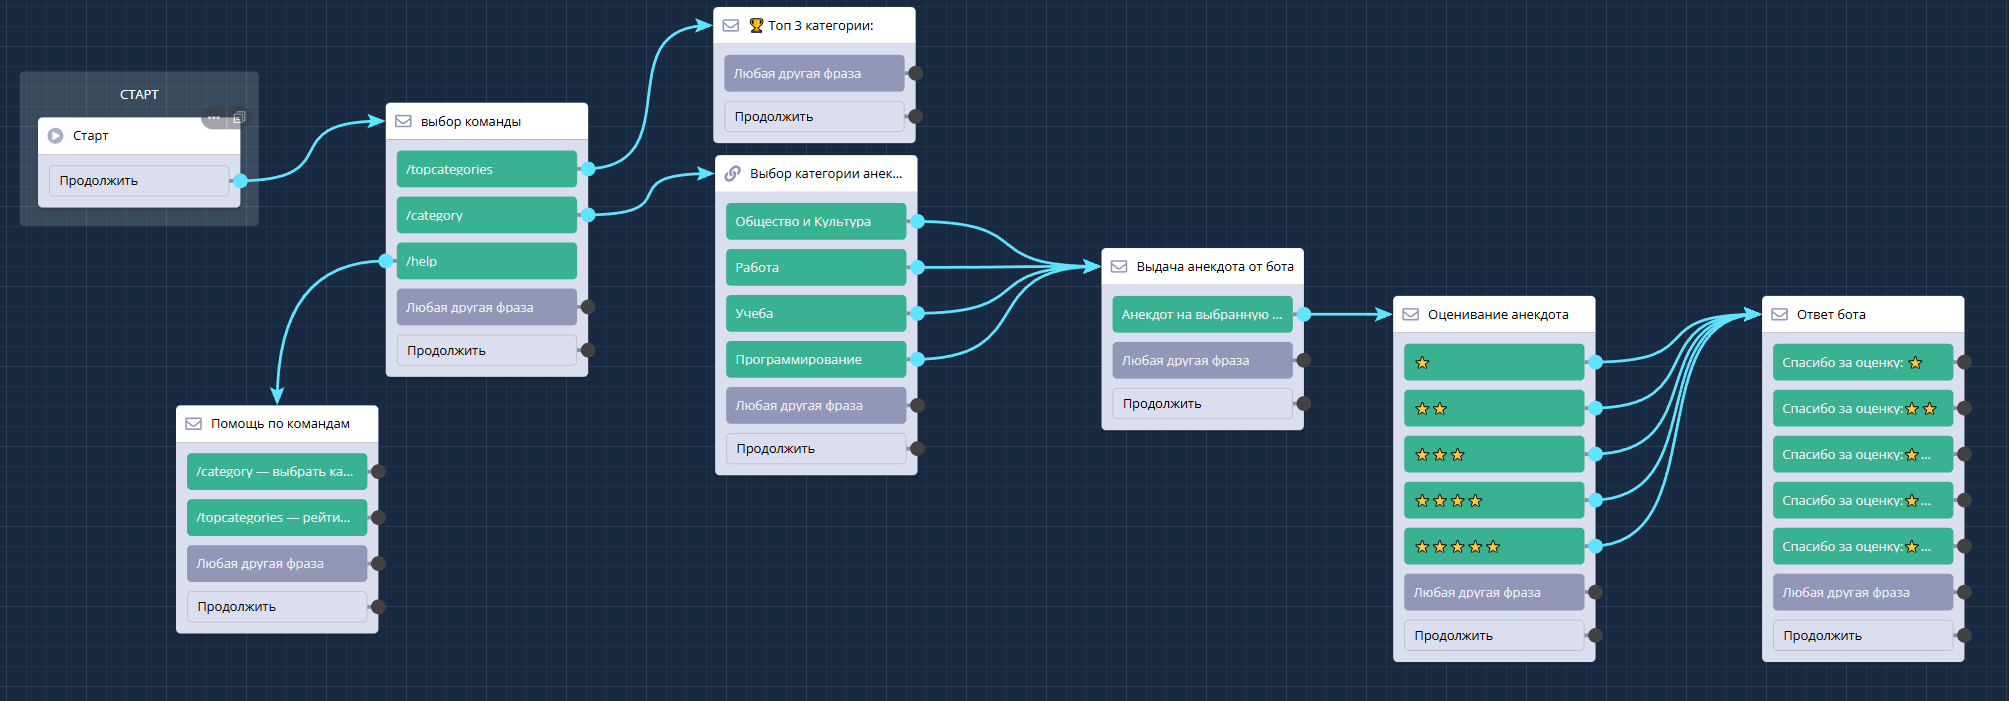 СТАРТ
Старт
Продолжить
выбор команды
/topcategories
/category
/help
Любая другая фраза
Продолжить
Помощь по командам
/category — выбрать ка...
/topcategories — рейти...
Любая другая фраза
Продолжить
🏆 Топ 3 категории:
Любая другая фраза
Продолжить
Выбор категории анек...
Общество и Культура
Работа
Учеба
Программирование
Любая другая фраза
Продолжить
Выдача анекдота от бота
Анекдот на выбранную ...
Любая другая фраза
Продолжить
Оценивание анекдота
⭐
⭐⭐
⭐⭐⭐
⭐⭐⭐⭐
⭐⭐⭐⭐⭐
Любая другая фраза
Продолжить
Ответ бота
Спасибо за оценку: ⭐
Спасибо за оценку:⭐⭐
Спасибо за оценку:⭐...
Спасибо за оценку:⭐...
Спасибо за оценку:⭐...
Любая другая фраза
Продолжить